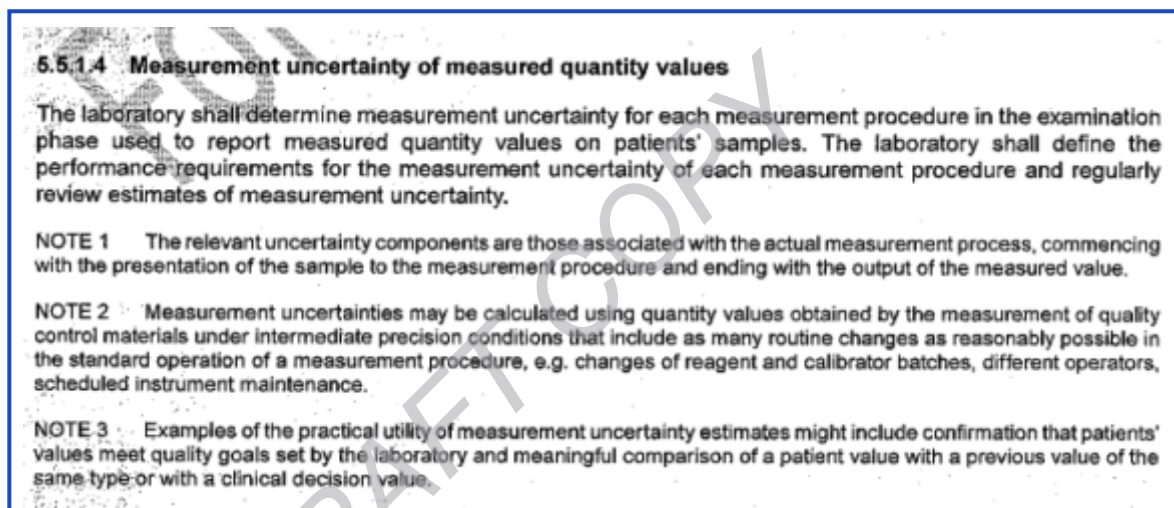 5.5.1.4 Measurement uncertainty of measured quantity values
The laboratory shall determine measurement uncertainty for each measurement procedure in the examination
phase used to report measured quantity values on patients' samples. The laboratory shall define the
performance requirements for the measurement uncertainty of each measurement procedure and regularly
review estimates of measurement uncertainty.
NOTE 1 The relevant uncertainty components are those associated with the actual measurement process, commencing
with the presentation of the sample to the measurement procedure and ending with the output of the measured value.
NOTE 2 Measurement uncertainties may be calculated using quantity values obtained by the measurement of quality
control materials under intermediate precision conditions that include as many routine changes as reasonably possible in
the standard operation of a measurement procedure, e.g. changes of reagent and calibrator batches, different operators,
scheduled instrument maintenance.
NOTE 3 Examples of the practical utility of measurement uncertainty estimates might include confirmation that patients'
values meet quality goals set by the laboratory and meaningful comparison of a patient value with a previous value of the
same type or with a clinical decision value.
COPY